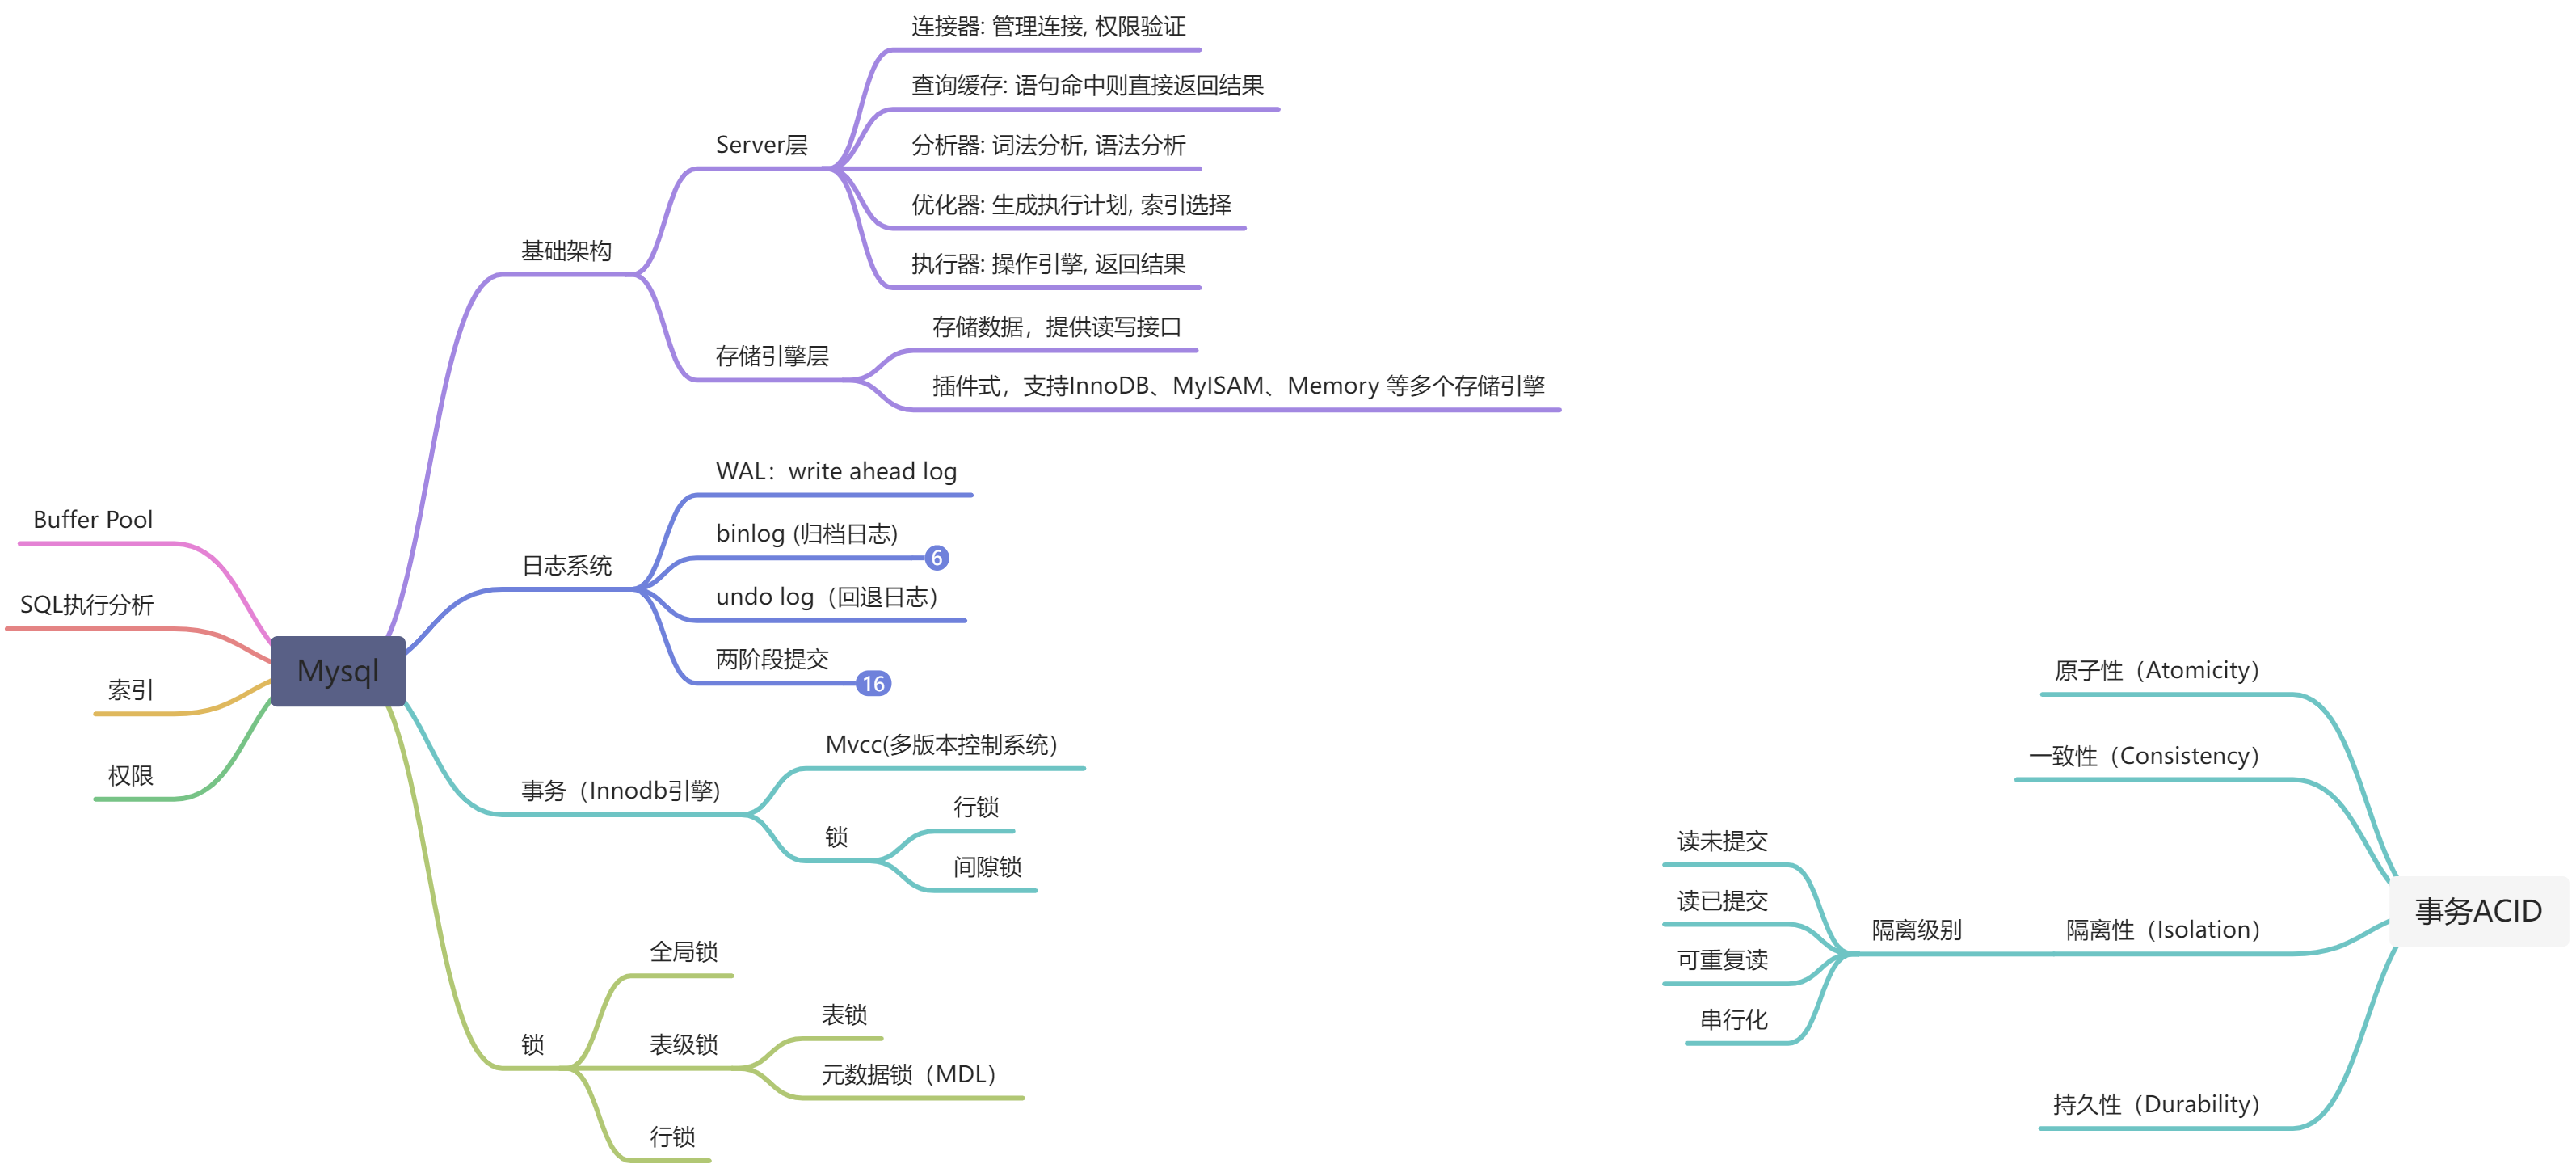 连接器: 管理连接, 权限验证
查询缓存: 语句命中则直接返回结果
Server层
分析器: 词法分析, 语法分析
优化器: 生成执行计划, 索引选择
基础架构
执行器: 操作引擎, 返回结果
存储数据，提供读写接口
存储引擎层
插件式，支持InnoDB、MyISAM、Memory 等多个存储引擎
WAL：write ahead log
binlog (归档日志)
6
日志系统
undo log（回退日志）
两阶段提交
16
Buffer Pool
SQL执行分析
Mysql
索引
权限
Mvcc(多版本控制系统）
事务（Innodb引擎)
行锁
锁
间隙锁
全局锁
表锁
锁
表级锁
元数据锁（MDL）
行锁
原子性（Atomicity）
一致性（Consistency）
读未提交
读已提交
隔离级别
隔离性（Isolation）
事务ACID
可重复读
串行化
持久性（Durability）